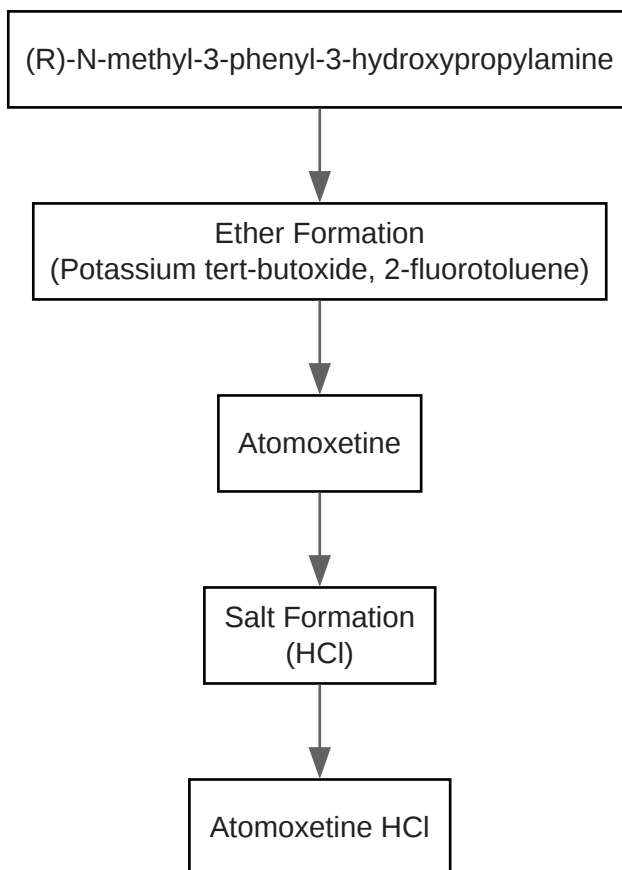 (R)-N-methyl-3-phenyl-3-hydroxypropylamine
Ether Formation
(Potassium tert-butoxide, 2-fluorotoluene)
Atomoxetine
Salt Formation
(HCl)
Atomoxetine HCl